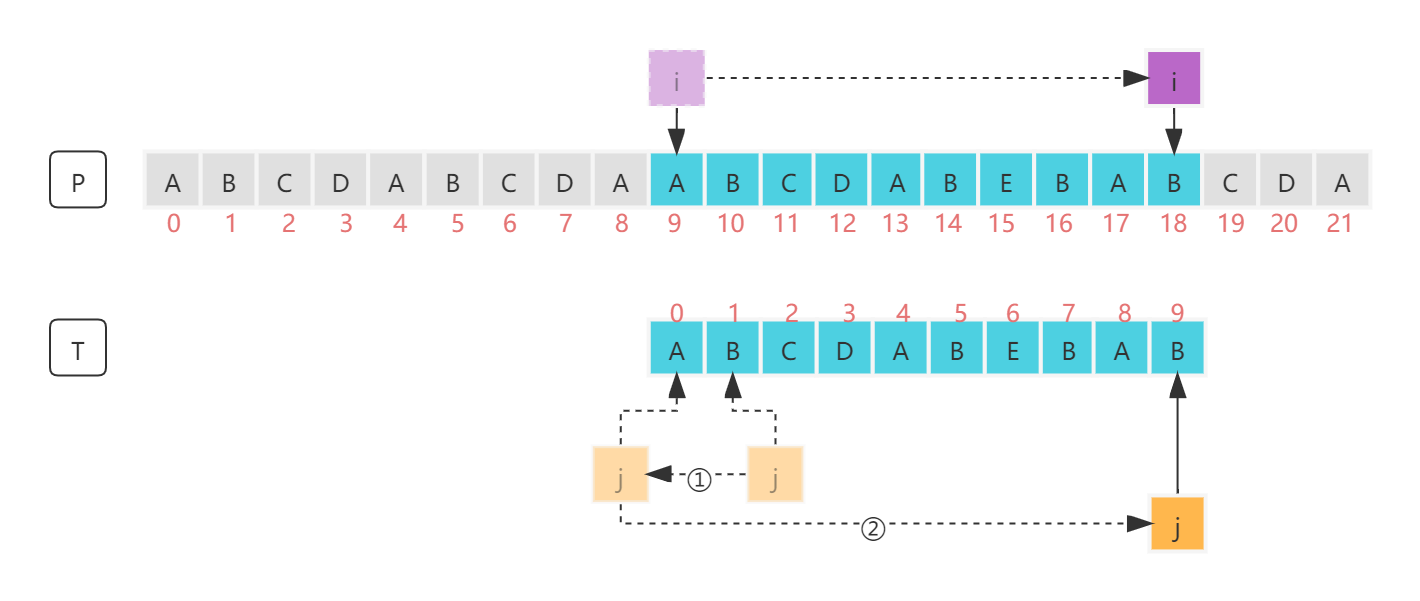 i i
P A B C D A B C D A A B C D A B E B A B C D A
0 1 2 3 4 5 6 7 8 9 10 11 12 13 14 15 16 17 18 19 20 21
0 1 2 3 4 5 6 7 8 9
T A B C D A B E B A B
j ① j
② j